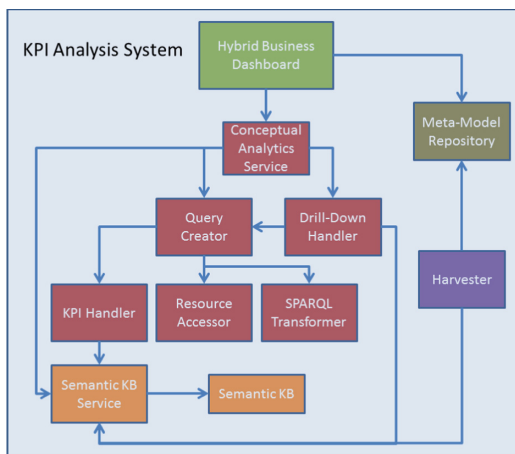 KPI Analysis System
Hybrid Business
Dashboard
Meta-Model
Repository
Conceptual
Analytics
Service
Query
Creator
Drill-Down
Handler
Harvester
KPI Handler
Resource
Accessor
SPARQL
Transformer
Semantic KB
Service
Semantic KB